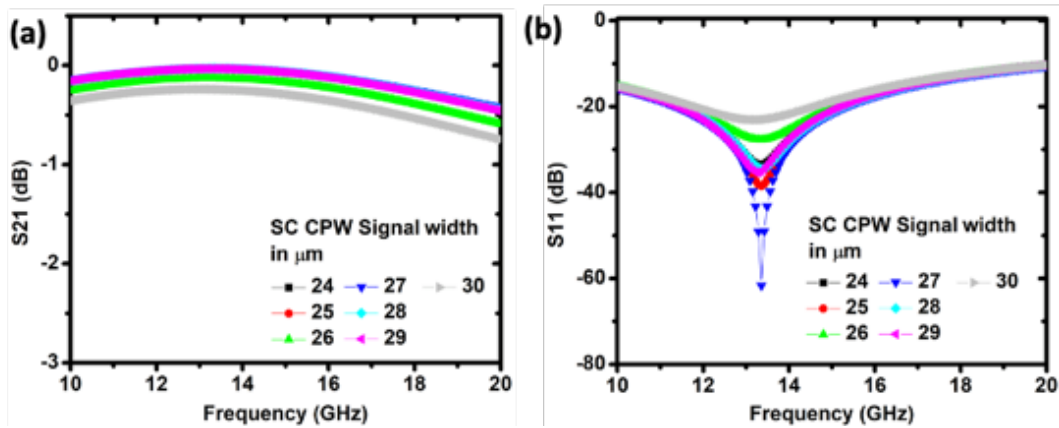 (a)
S21 (dB)
0
-1
-2
-3
SC CPW Signal width
in μm
24 27 30
25 28
26 29
10 12 14 16 18 20
Frequency (GHz)
(b)
S11 (dB)
0
-20
-40
-60
-80
SC CPW Signal width
in μm
24 27 30
25 28
26 29
10 12 14 16 18 20
Frequency (GHz)